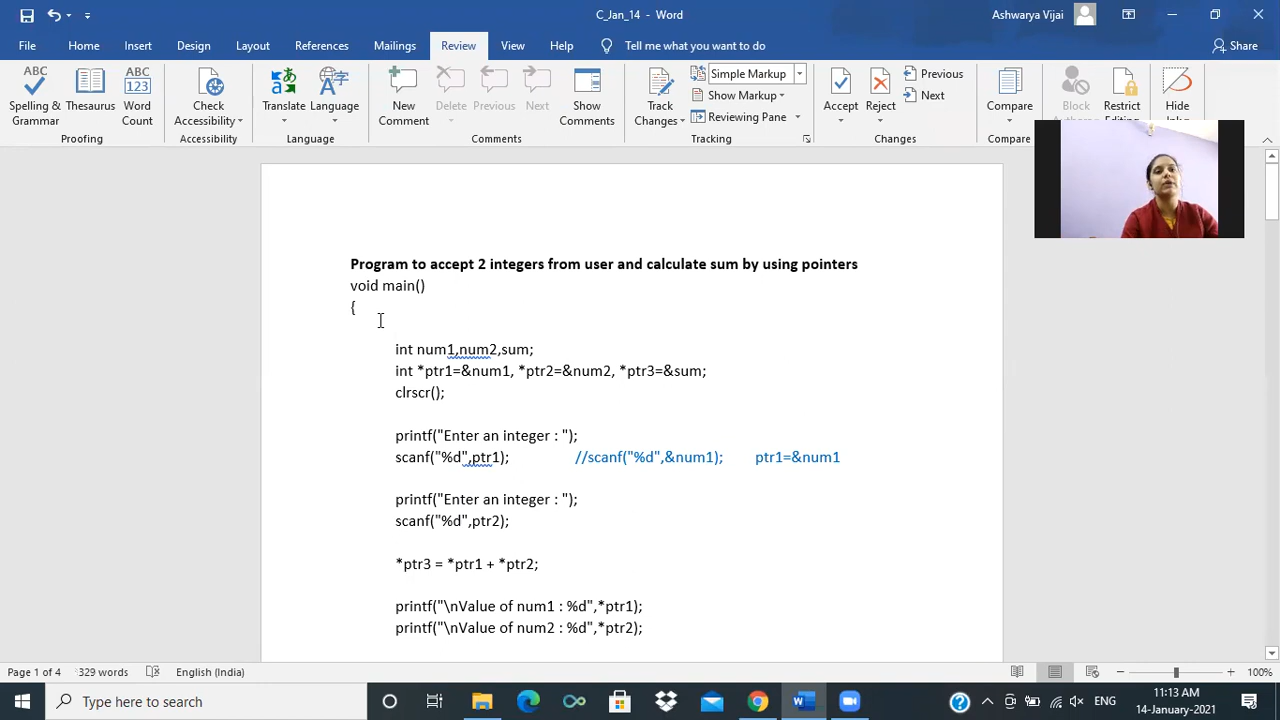 C_Jan_14 - Word
Ashwarya Vijai
File Home Insert Design Layout References Mailings Review View Help Tell me what you want to do Share
Spelling & Grammar
Thesaurus
Word Count
Proofing
Check Accessibility
Accessibility
Translate
Language
Language
New Comment
Delete
Previous
Next
Show Comments
Comments
Track Changes
Simple Markup
Show Markup
Reviewing Pane
Tracking
Accept
Reject
Previous
Next
Changes
Compare
Compare
Block
Restrict Editing
Hide
Program to accept 2 integers from user and calculate sum by using pointers
void main()
{
int num1,num2,sum;
int *ptr1=&num1, *ptr2=&num2, *ptr3=&sum;
clrscr();
printf("Enter an integer : ");
scanf("%d",ptr1); //scanf("%d",&num1); ptr1=&num1
printf("Enter an integer : ");
scanf("%d",ptr2);
*ptr3 = *ptr1 + *ptr2;
printf("\nValue of num1 : %d",*ptr1);
printf("\nValue of num2 : %d",*ptr2);
Page 1 of 4 329 words English (India) 100%
Type here to search
ENG
11:13 AM
14-January-2021